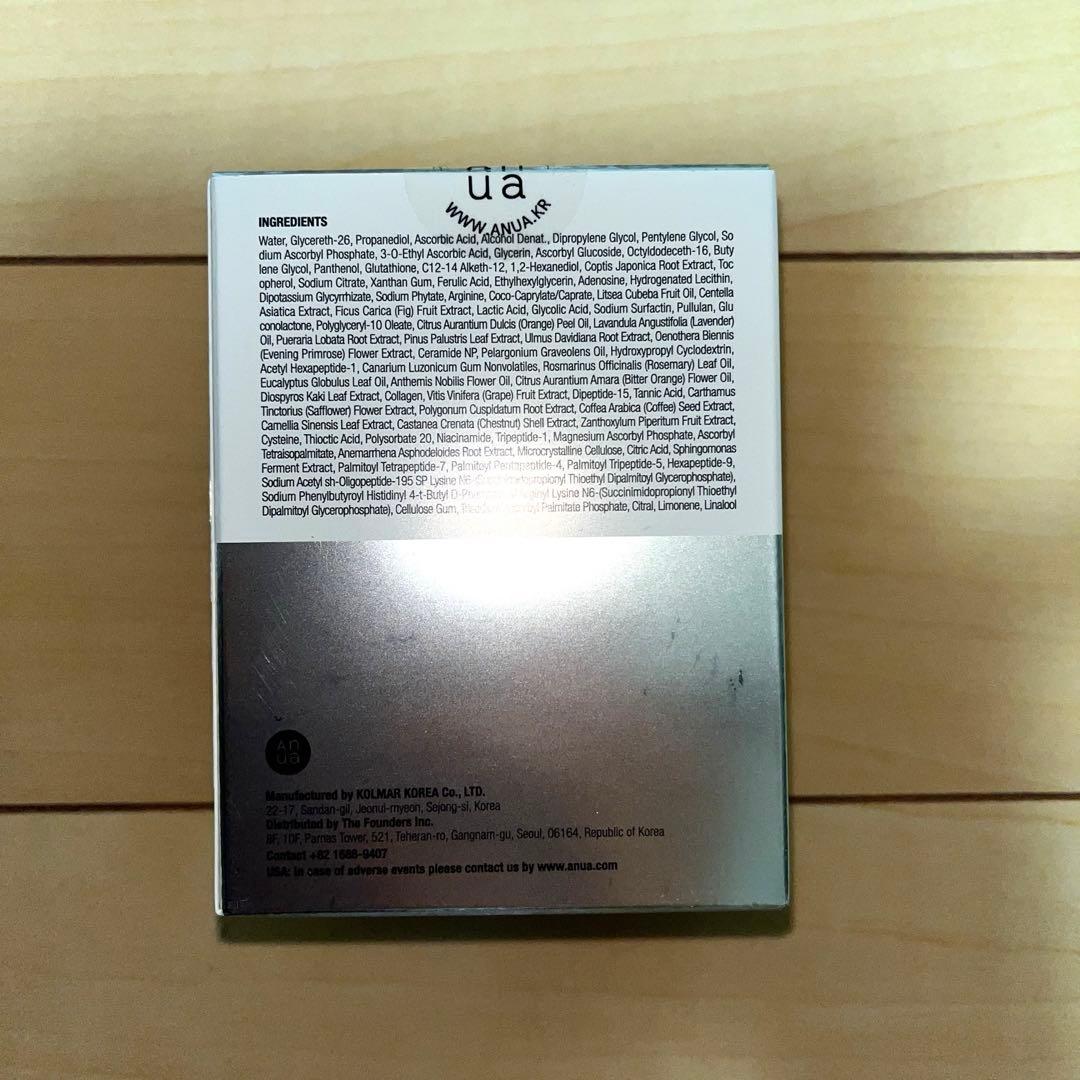 An
ua
WWW.ANUA.KR
INGREDIENTS
Water, Glycereth-26, Propanediol, Ascorbic Acid, Alcohol Denat., Dipropylene Glycol, Pentylene Glycol, So
dium Ascorbyl Phosphate, 3-O-Ethyl Ascorbic Acid, Glycerin, Ascorbyl Glucoside, Octyldodeceth-16, Buty
lene Glycol, Panthenol, Glutathione, C12-14 Alketh-12, 1,2-Hexanediol, Coptis Japonica Root Extract, Toc
opherol, Sodium Citrate, Xanthan Gum, Ferulic Acid, Ethylhexylglycerin, Adenosine, Hydrogenated Lecithin,
Dipotassium Glycyrrhizate, Sodium Phytate, Arginine, Coco-Caprylate/Caprate, Litsea Cubeba Fruit Oil, Centella
Asiatica Extract, Ficus Carica (Fig) Fruit Extract, Lactic Acid, Glycolic Acid, Sodium Surfactin, Pullulan, Glu
conolactone, Polyglyceryl-10 Oleate, Citrus Aurantium Dulcis (Orange) Peel Oil, Lavandula Angustifolia (Lavender)
Oil, Pueraria Lobata Root Extract, Pinus Palustris Leaf Extract, Ulmus Davidiana Root Extract, Oenothera Biennis
(Evening Primrose) Flower Extract, Ceramide NP, Pelargonium Graveolens Oil, Hydroxypropyl Cyclodextrin,
Acetyl Hexapeptide-1, Canarium Luzonicum Gum Nonvolatiles, Rosmarinus Officinalis (Rosemary) Leaf Oil,
Eucalyptus Globulus Leaf Oil, Anthemis Nobilis Flower Oil, Citrus Aurantium Amara (Bitter Orange) Flower Oil,
Diospyros Kaki Leaf Extract, Collagen, Vitis Vinifera (Grape) Fruit Extract, Dipeptide-15, Tannic Acid, Carthamus
Tinctorius (Safflower) Flower Extract, Polygonum Cuspidatum Root Extract, Coffea Arabica (Coffee) Seed Extract,
Camellia Sinensis Leaf Extract, Castanea Crenata (Chestnut) Shell Extract, Zanthoxylum Piperitum Fruit Extract,
Cysteine, Thioctic Acid, Polysorbate 20, Niacinamide, Tripeptide-1, Magnesium Ascorbyl Phosphate, Ascorbyl
Tetraisopalmitate, Anemarrhena Asphodeloides Root Extract, Microcrystalline Cellulose, Citric Acid, Sphingomonas
Ferment Extract, Palmitoyl Tetrapeptide-7, Palmitoyl Pentapeptide-4, Palmitoyl Tripeptide-5, Hexapeptide-9,
Sodium Acetyl sh-Oligopeptide-195 SP Lysine N6-(Succinimidopropionyl Thioethyl Dipalmitoyl Glycerophosphate),
Sodium Phenylbutyroyl Histidinyl 4-t-Butyl Lysine N6-(Succinimidopropionyl Thioethyl
Dipalmitoyl Glycerophosphate), Cellulose Gum, Palmitate Phosphate, Citral, Limonene, Linalool
An
ua
Manufactured by KOLMAR KOREA Co., LTD.
22-17, Sandan-gil, Jeonui-myeon, Sejong-si, Korea
Distributed by The Founders Inc.
8F, 10F, Parnas Tower, 521, Teheran-ro, Gangnam-gu, Seoul, 06164, Republic of Korea
Contact +82 1688-9407
USA: In case of adverse events please contact us by www.anua.com